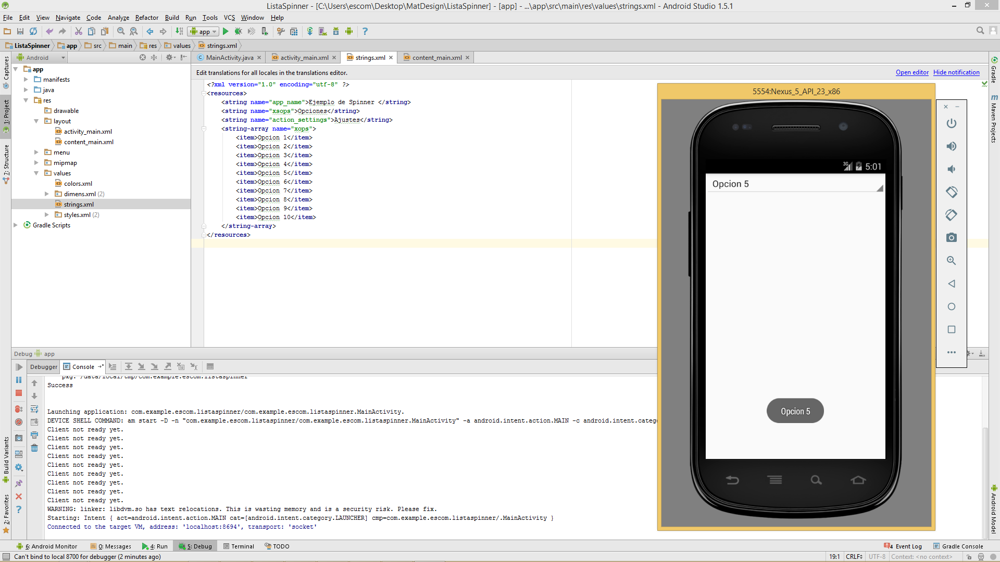 ListaSpinner - [C:\Users\escom\Desktop\MatDesign\ListaSpinner] - [app] - ...\app\src\main\res\values\strings.xml - Android Studio 1.5.1
File Edit View Navigate Code Analyze Refactor Build Run Tools VCS Window Help
app
ListaSpinner app src main res values strings.xml
Android
MainActivity.java activity_main.xml strings.xml content_main.xml
Captures
1: Project
7: Structure
Build Variants
2: Favorites
app
manifests
java
res
drawable
layout
activity_main.xml
content_main.xml
menu
mipmap
values
colors.xml
dimens.xml (2)
strings.xml
styles.xml (2)
Gradle Scripts
Edit translations for all locales in the translations editor.
Open editor Hide notification
<?xml version="1.0" encoding="utf-8" ?>
<resources>
<string name="app_name">Ejemplo de Spinner </string>
<string name="xsops">Opciones</string>
<string name="action_settings">Ajustes</string>
<string-array name="xops">
<item>Opcion 1</item>
<item>Opcion 2</item>
<item>Opcion 3</item>
<item>Opcion 4</item>
<item>Opcion 5</item>
<item>Opcion 6</item>
<item>Opcion 7</item>
<item>Opcion 8</item>
<item>Opcion 9</item>
<item>Opcion 10</item>
</string-array>
</resources>
5554:Nexus_5_API_23_x86
3G 5:01
Opcion 5
Opcion 5
Gradle
m Maven Projects
Android Model
Debug app
Debugger Console
pkg: /data/local/tmp/com.example.escom.listaspinner
Success
Launching application: com.example.escom.listaspinner/com.example.escom.listaspinner.MainActivity.
DEVICE SHELL COMMAND: am start -D -n "com.example.escom.listaspinner/com.example.escom.listaspinner.MainActivity" -a android.intent.action.MAIN -c android.intent.categ
Client not ready yet.
Client not ready yet.
Client not ready yet.
Client not ready yet.
Client not ready yet.
Client not ready yet.
Client not ready yet.
Client not ready yet.
Client not ready yet.
WARNING: linker: libdvm.so has text relocations. This is wasting memory and is a security risk. Please fix.
Starting: Intent { act=android.intent.action.MAIN cat=[android.intent.category.LAUNCHER] cmp=com.example.escom.listaspinner/.MainActivity }
Connected to the target VM, address: 'localhost:8694', transport: 'socket'
6: Android Monitor 0: Messages 4: Run 5: Debug Terminal TODO
4 Event Log Gradle Console
Can't bind to local 8700 for debugger (2 minutes ago)
19:1 CRLF UTF-8 Context: <no context>